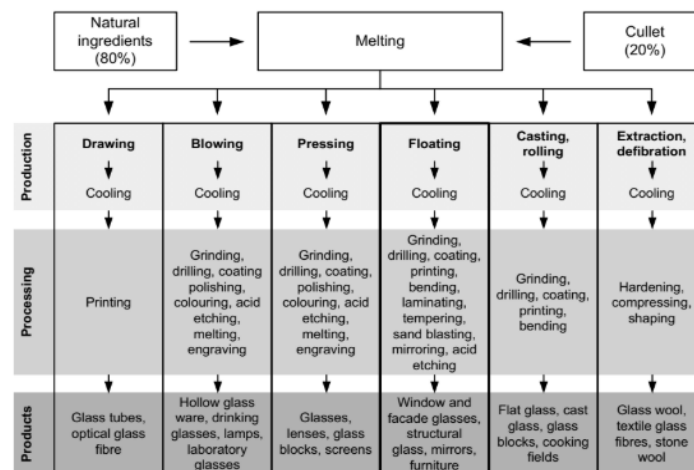 Natural
ingredients
(80%)
Melting
Cullet
(20%)
Production
Drawing
Cooling
Blowing
Cooling
Pressing
Cooling
Floating
Cooling
Casting,
rolling
Cooling
Extraction,
defibration
Cooling
Processing
Printing
Grinding,
drilling, coating
polishing,
colouring, acid
etching,
melting,
engraving
Grinding,
drilling, coating,
polishing,
colouring, acid
etching,
melting,
engraving
Grinding,
drilling, coating,
printing,
bending,
laminating,
tempering,
sand blasting,
mirroring, acid
etching
Grinding,
drilling, coating,
printing,
bending
Hardening,
compressing,
shaping
Products
Glass tubes,
optical glass
fibre
Hollow glass
ware, drinking
glasses, lamps,
laboratory
glasses
Glasses,
lenses, glass
blocks, screens
Window and
facade glasses,
structural
glass, mirrors,
furniture
Flat glass, cast
glass, glass
blocks, cooking
fields
Glass wool,
textile glass
fibres, stone
wool